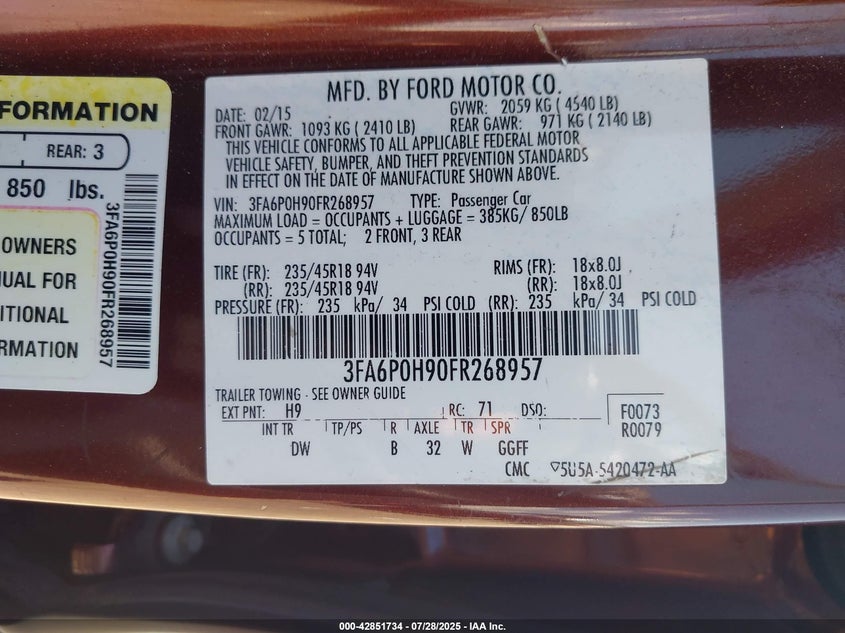 FORMATION
REAR: 3
850 lbs.
OWNERS
UAL FOR
ITIONAL
RMATION
3FA6P0H90FR268957
MFD. BY FORD MOTOR CO.
DATE: 02/15 GVWR: 2059 KG ( 4540 LB)
FRONT GAWR: 1093 KG ( 2410 LB) REAR GAWR: 971 KG ( 2140 LB)
THIS VEHICLE CONFORMS TO ALL APPLICABLE FEDERAL MOTOR
VEHICLE SAFETY, BUMPER, AND THEFT PREVENTION STANDARDS
IN EFFECT ON THE DATE OF MANUFACTURE SHOWN ABOVE.
VIN: 3FA6P0H90FR268957 TYPE: Passenger Car
MAXIMUM LOAD = OCCUPANTS + LUGGAGE = 385KG/ 850LB
OCCUPANTS = 5 TOTAL; 2 FRONT, 3 REAR
TIRE (FR): 235/45R18 94V RIMS (FR): 18x8.0J
(RR): 235/45R18 94V (RR): 18x8.0J
PRESSURE (FR): 235 kPa/ 34 PSI COLD (RR): 235 kPa/ 34 PSI COLD
3FA6P0H90FR268957
TRAILER TOWING - SEE OWNER GUIDE
EXT PNT: H9 RC: 71 DSO: F0073
INT TR TP/PS R AXLE TR SPR R0079
DW B 32 W GGFF
CMC 5U5A-5420472-AA
000-42851734 | 07/28/2025 - IAA Inc.